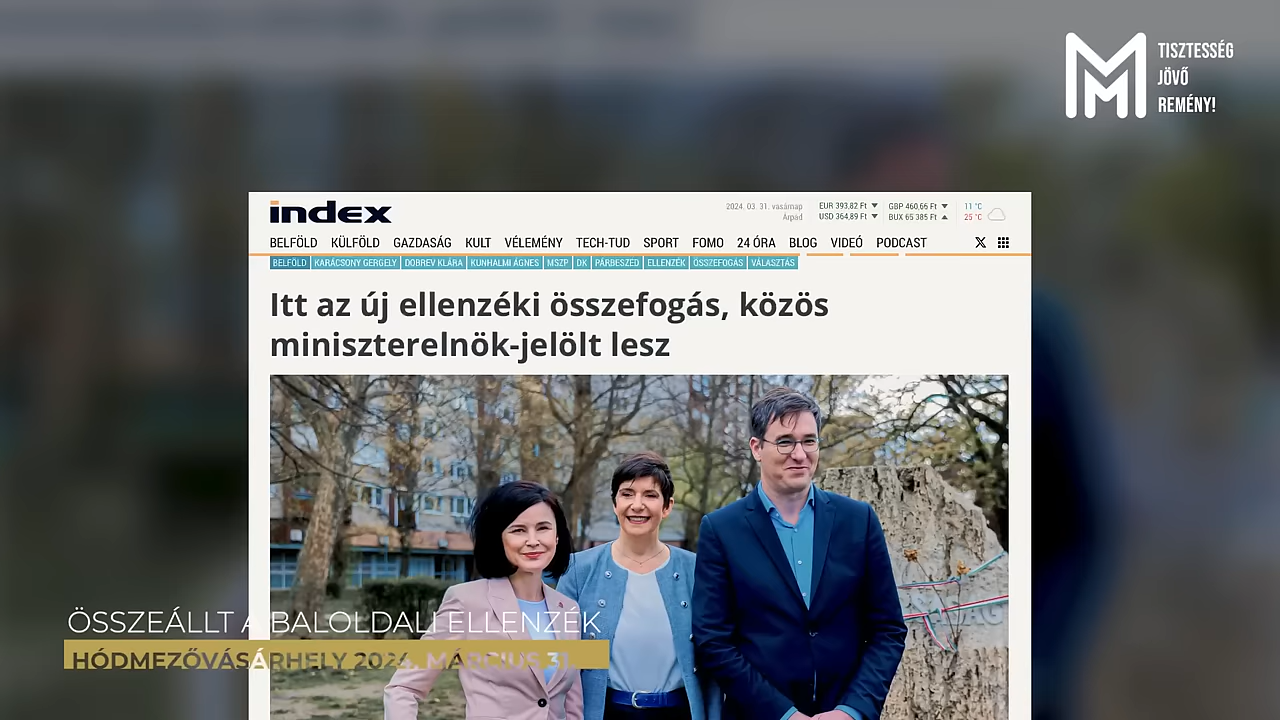 TISZTESSÉG
JÖVŐ
REMÉNY!
index
2024. 03. 31. vasárnap
Árpád
EUR 393,82 Ft
USD 364,89 Ft
GBP 460,66 Ft
BUX 65 385 Ft
11 °C
25 °C
BELFÖLD KÜLFÖLD GAZDASÁG KULT VÉLEMÉNY TECH-TUD SPORT FOMO 24 ÓRA BLOG VIDEÓ PODCAST
BELFÖLD KARÁCSONY GERGELY DOBREV KLÁRA KUNHALMI ÁGNES MSZP DK PÁRBESZÉD ELLENZÉK ÖSSZEFOGÁS VÁLASZTÁS
Itt az új ellenzéki összefogás, közös
miniszterelnök-jelölt lesz
ÖSSZEÁLLT A BALOLDALI ELLENZÉK
HÓDMEZŐVÁSÁRHELY 2024. MÁRCIUS 31.